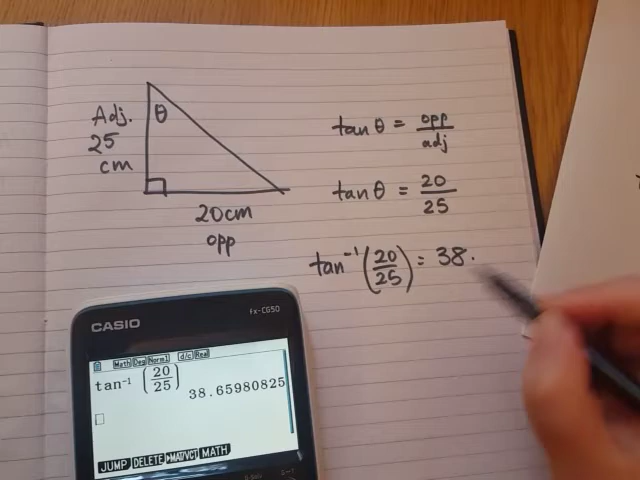 Adj.
25
cm
θ
20cm
opp
tan θ = opp/adj
tan θ = 20/25
tan⁻¹(20/25) = 38.
CASIO
fx-CG50
Math Deg Norm1 d/c Real
tan⁻¹(20/25)
38.65980825
JUMP DELETE ▶MAT/VCT MATH